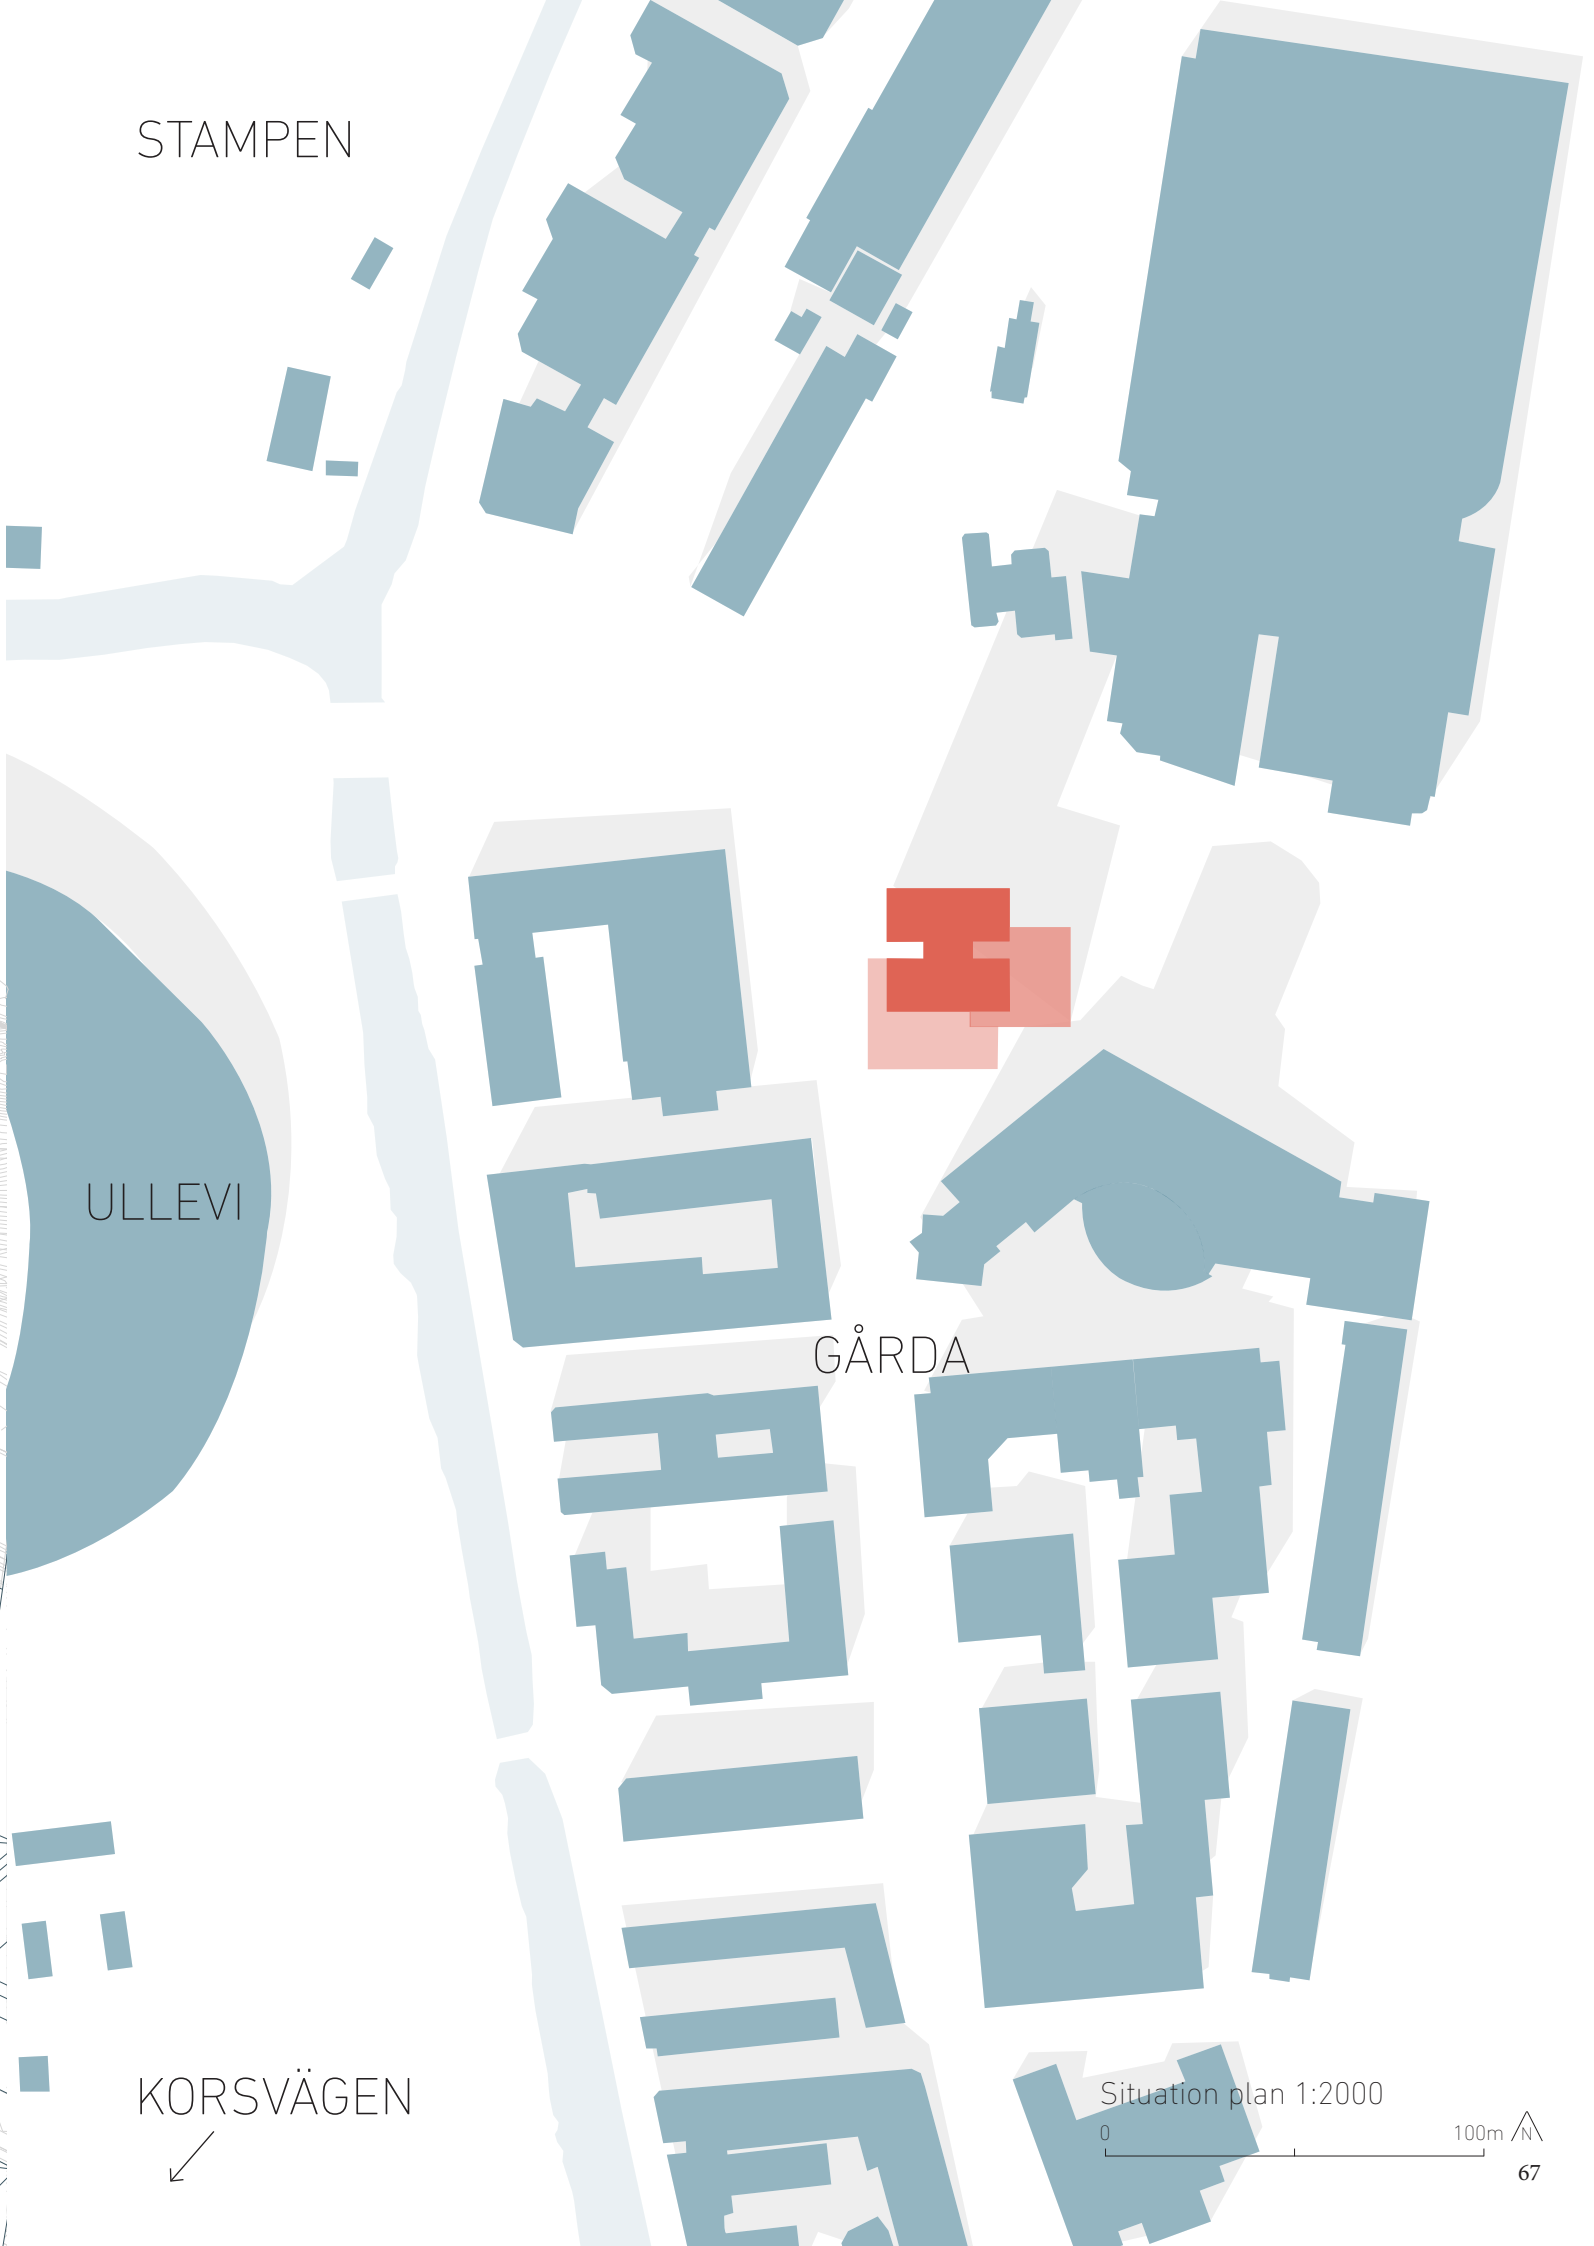 STAMPEN
ULLEVI
GÅRDA
KORSVÄGEN
Situation plan 1:2000
0 100m N
67